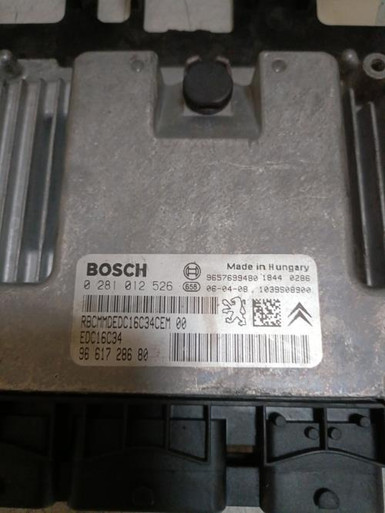 BOSCH
Made in Hungary
9657699480 1844 0286
0 281 012 526 656 06-04-08 , 1039S08900
RBCMMDEDC16C34CEM 00
EDC16C34
96 617 286 80